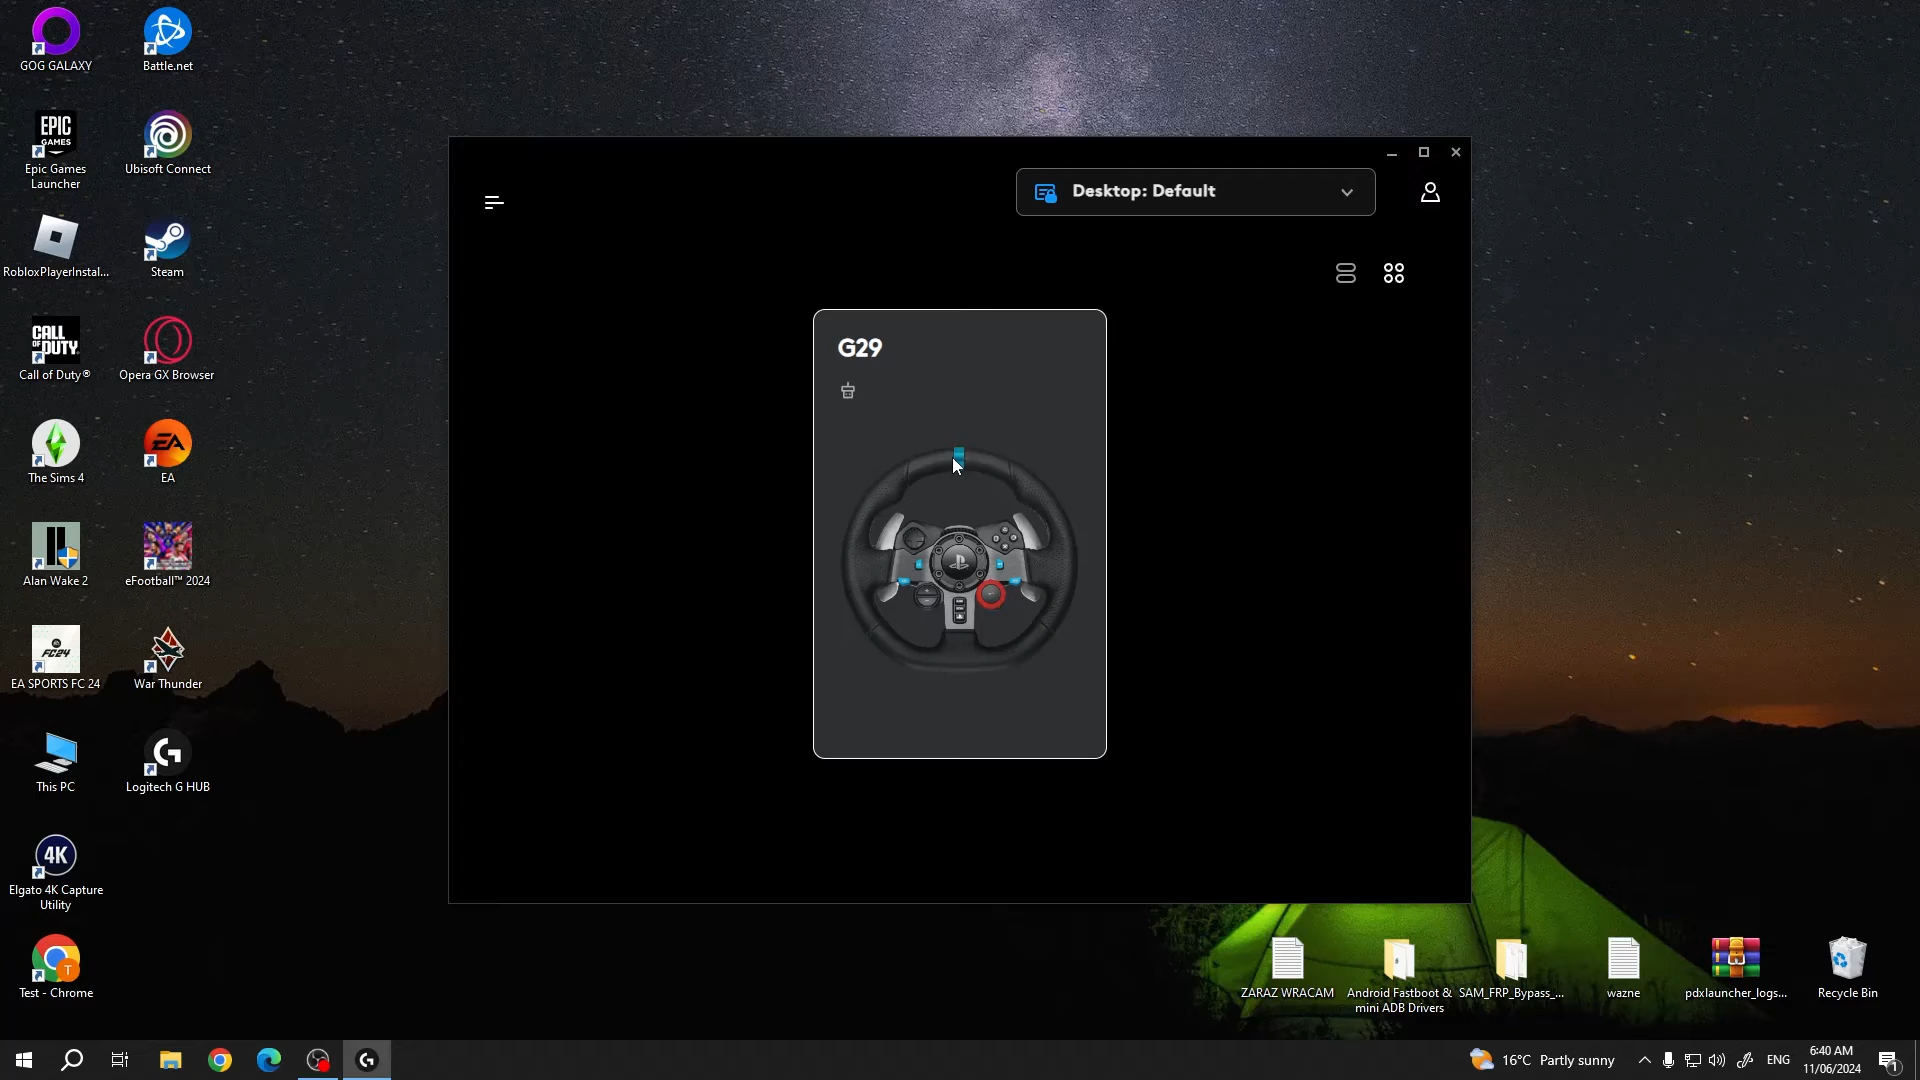 GOG GALAXY
Battle.net
EPIC
GAMES
Epic Games
Launcher
Ubisoft Connect
RobloxPlayerInstal...
Steam
CALL
OF DUTY
Call of Duty®
Opera GX Browser
The Sims 4
EA
EA
Alan Wake 2
eFootball™ 2024
FC24
EA SPORTS FC 24
War Thunder
This PC
Logitech G HUB
4K
Elgato 4K Capture
Utility
T
Test - Chrome
Desktop: Default
G29
ZARAZ WRACAM
Android Fastboot &
mini ADB Drivers
SAM_FRP_Bypass_...
wazne
pdxlauncher_logs...
Recycle Bin
16°C Partly sunny
ENG
6:40 AM
11/06/2024
1